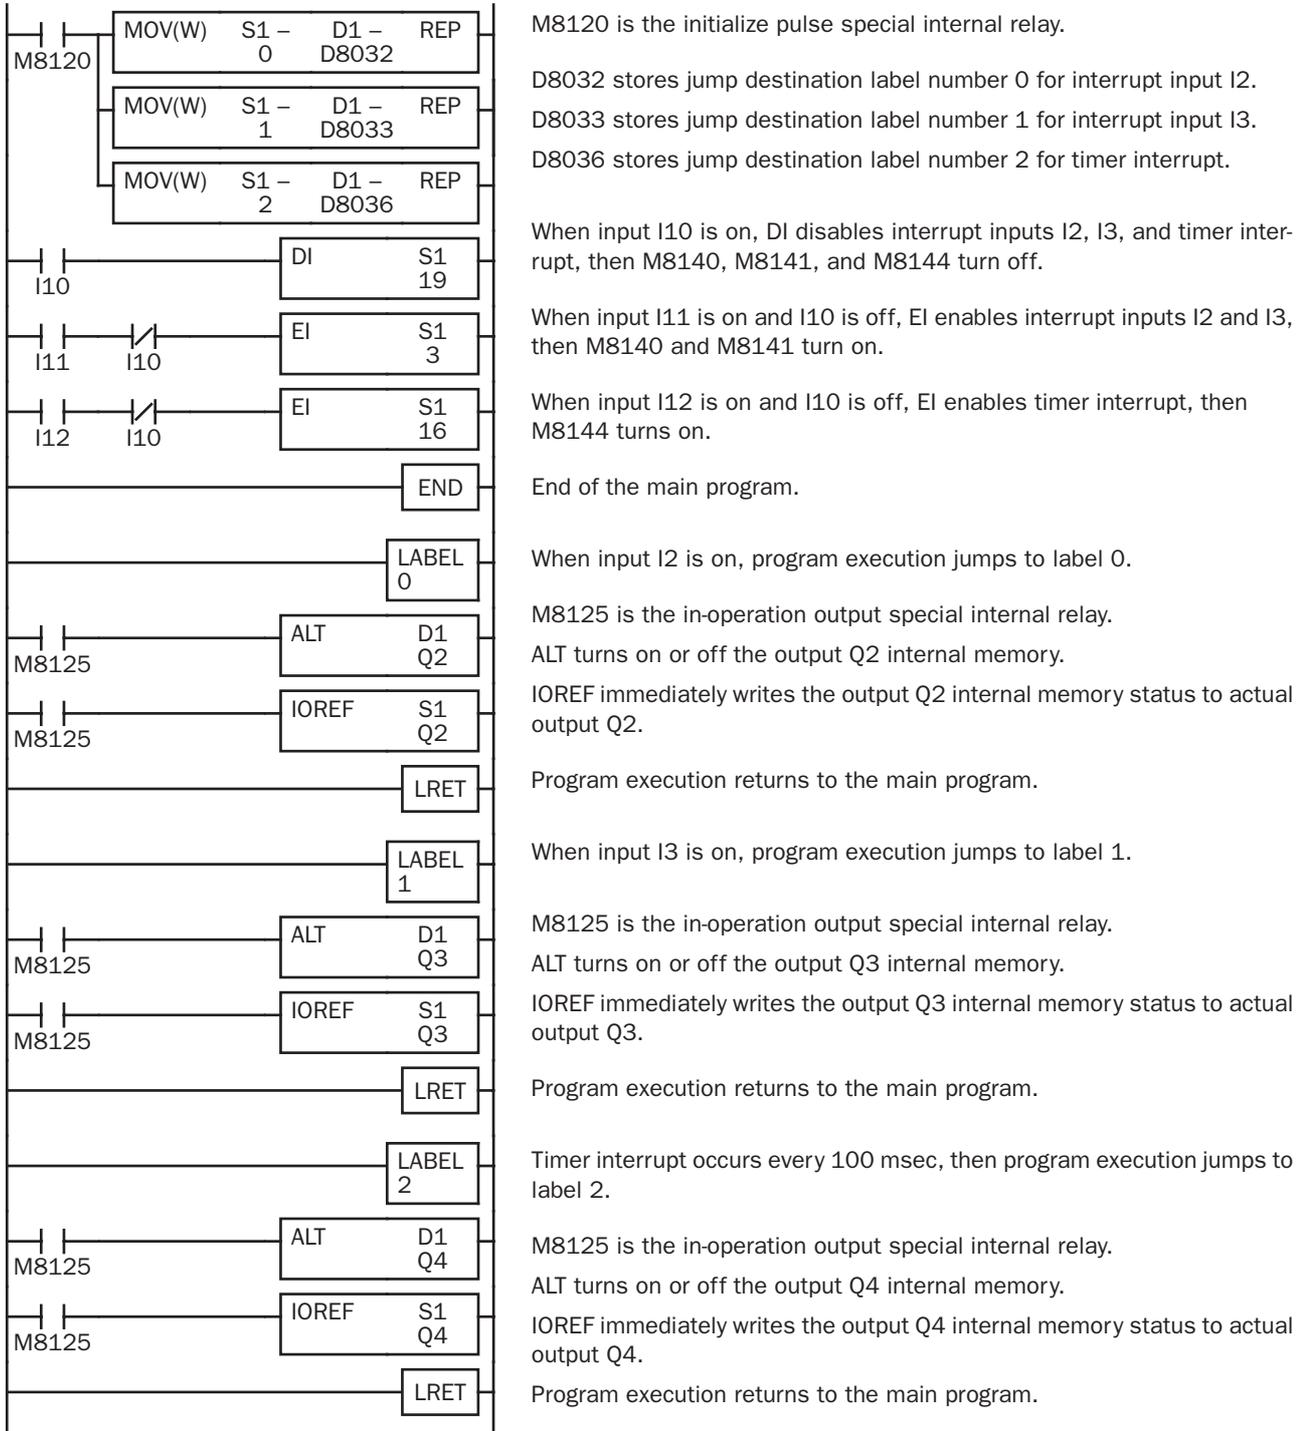 MOV(W) S1 – D1 – REP
0 D8032
M8120
MOV(W) S1 – D1 – REP
1 D8033
MOV(W) S1 – D1 – REP
2 D8036
M8120 is the initialize pulse special internal relay.
D8032 stores jump destination label number 0 for interrupt input I2.
D8033 stores jump destination label number 1 for interrupt input I3.
D8036 stores jump destination label number 2 for timer interrupt.
DI S1
19
I10
When input I10 is on, DI disables interrupt inputs I2, I3, and timer inter-
rupt, then M8140, M8141, and M8144 turn off.
EI S1
3
I11 I10
When input I11 is on and I10 is off, EI enables interrupt inputs I2 and I3,
then M8140 and M8141 turn on.
EI S1
16
I12 I10
When input I12 is on and I10 is off, EI enables timer interrupt, then
M8144 turns on.
END
End of the main program.
LABEL
0
When input I2 is on, program execution jumps to label 0.
ALT D1
Q2
M8125
M8125 is the in-operation output special internal relay.
ALT turns on or off the output Q2 internal memory.
IOREF S1
Q2
M8125
IOREF immediately writes the output Q2 internal memory status to actual
output Q2.
LRET
Program execution returns to the main program.
LABEL
1
When input I3 is on, program execution jumps to label 1.
ALT D1
Q3
M8125
M8125 is the in-operation output special internal relay.
ALT turns on or off the output Q3 internal memory.
IOREF S1
Q3
M8125
IOREF immediately writes the output Q3 internal memory status to actual
output Q3.
LRET
Program execution returns to the main program.
LABEL
2
Timer interrupt occurs every 100 msec, then program execution jumps to
label 2.
ALT D1
Q4
M8125
M8125 is the in-operation output special internal relay.
ALT turns on or off the output Q4 internal memory.
IOREF S1
Q4
M8125
IOREF immediately writes the output Q4 internal memory status to actual
output Q4.
LRET
Program execution returns to the main program.